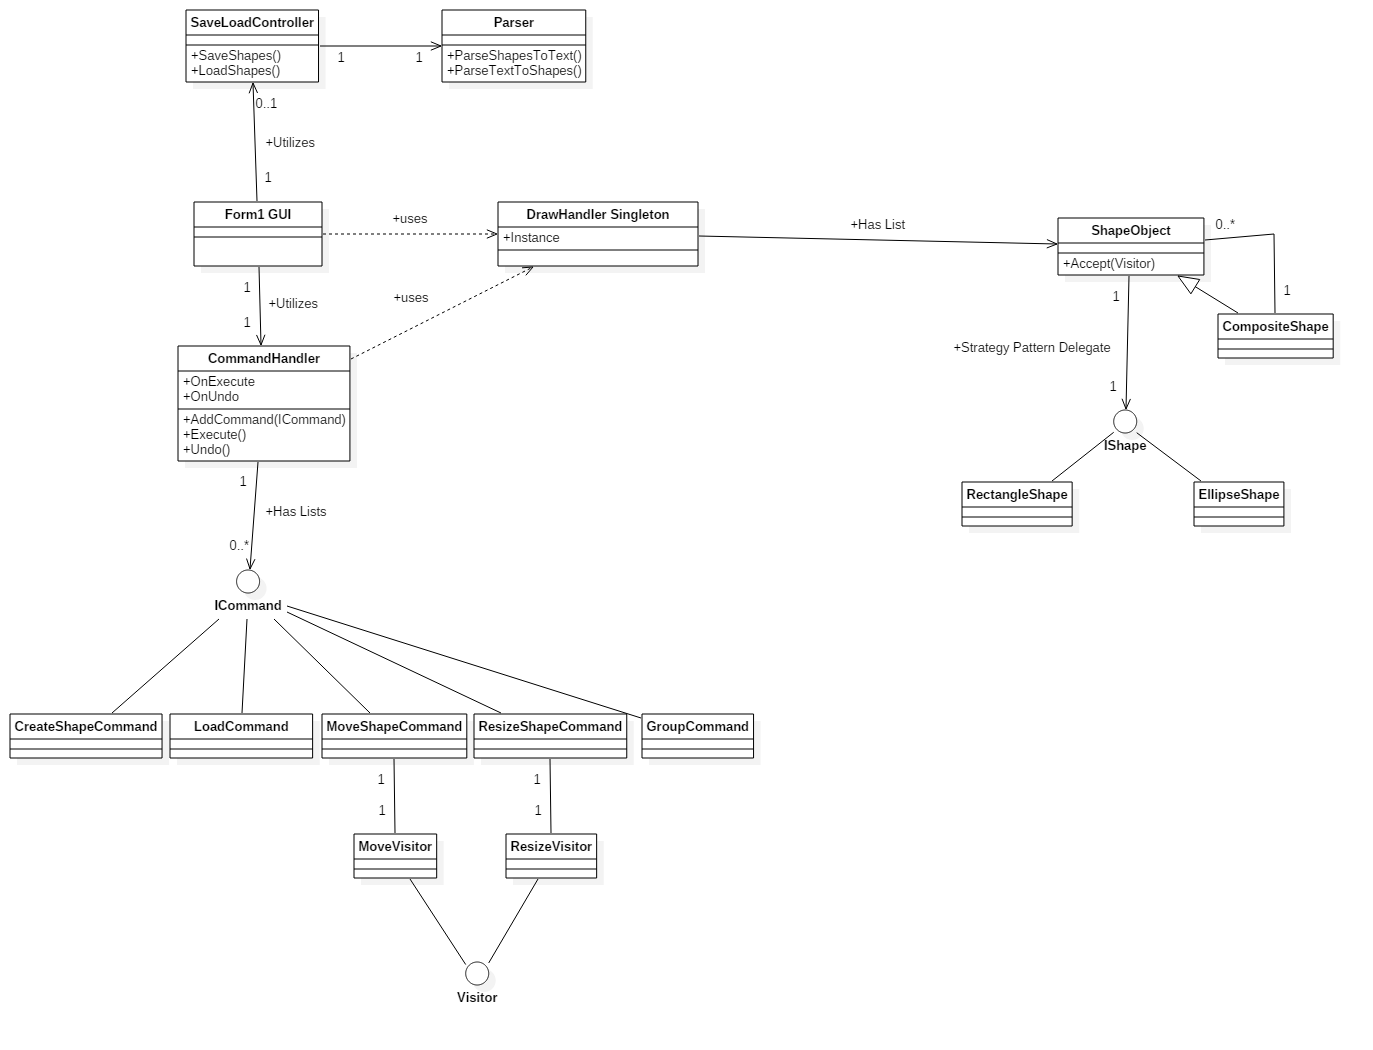 SaveLoadController
+SaveShapes()
+LoadShapes()
Parser
+ParseShapesToText()
+ParseTextToShapes()
1
1
0..1
+Utilizes
1
Form1 GUI
+uses
DrawHandler Singleton
+Instance
+Has List
ShapeObject
+Accept(Visitor)
0..*
1
CompositeShape
1
+Utilizes
1
+uses
1
+Strategy Pattern Delegate
1
CommandHandler
+OnExecute
+OnUndo
+AddCommand(ICommand)
+Execute()
+Undo()
IShape
RectangleShape
EllipseShape
1
+Has Lists
0..*
ICommand
CreateShapeCommand
LoadCommand
MoveShapeCommand
ResizeShapeCommand
GroupCommand
1
1
1
1
MoveVisitor
ResizeVisitor
Visitor